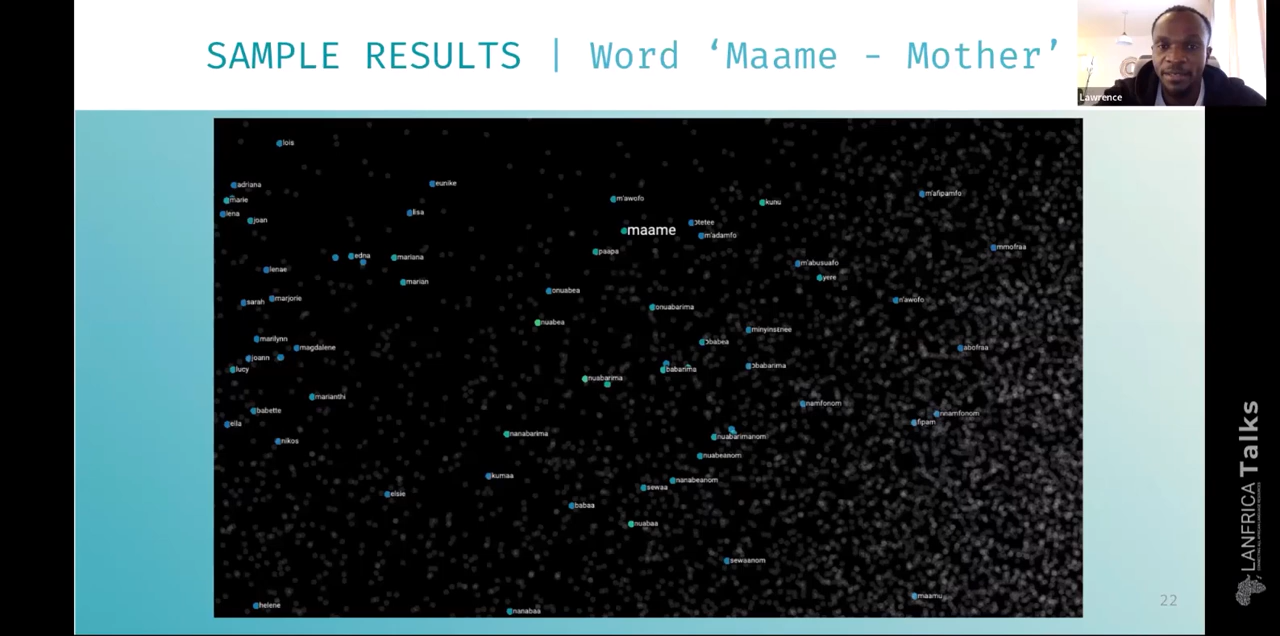 SAMPLE RESULTS | Word ‘Maame - Mother’
Lawrence
lois
adriana
eunike
marie
m'awofo
m'afipamfo
kunu
lena
lisa
joan
ɔtetee
maame
m'adamfo
mmofraa
paapa
edna
mariana
m'abusuafo
lenae
yere
marian
onuabea
sarah
marjorie
n'awofo
onuabarima
nuabea
minyinsɛnee
marilynn
ɔbabea
magdalene
abofraa
joann
lucy
babarima
ɔbabarima
nuabarima
marianthi
namfonom
babette
nnamfonom
ella
fipam
nanabarima
nuabarimanom
nikos
nuabeanom
kumaa
nanabeanom
sewaa
elsie
babaa
nuabaa
sewaanom
maamu
helene
nanabaa
22
LANFRICA Talks